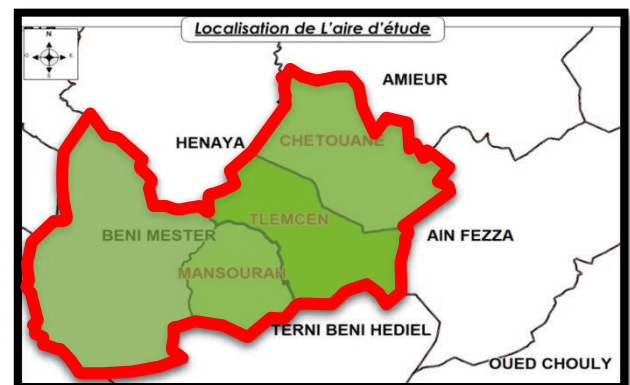 Localisation de L'aire d'étude
N
O
E
S
AMIEUR
HENAYA
CHETOUANE
TLEMCEN
BENI MESTER
AIN FEZZA
MANSOURAH
TERNI BENI HEDIEL
OUED CHOULY